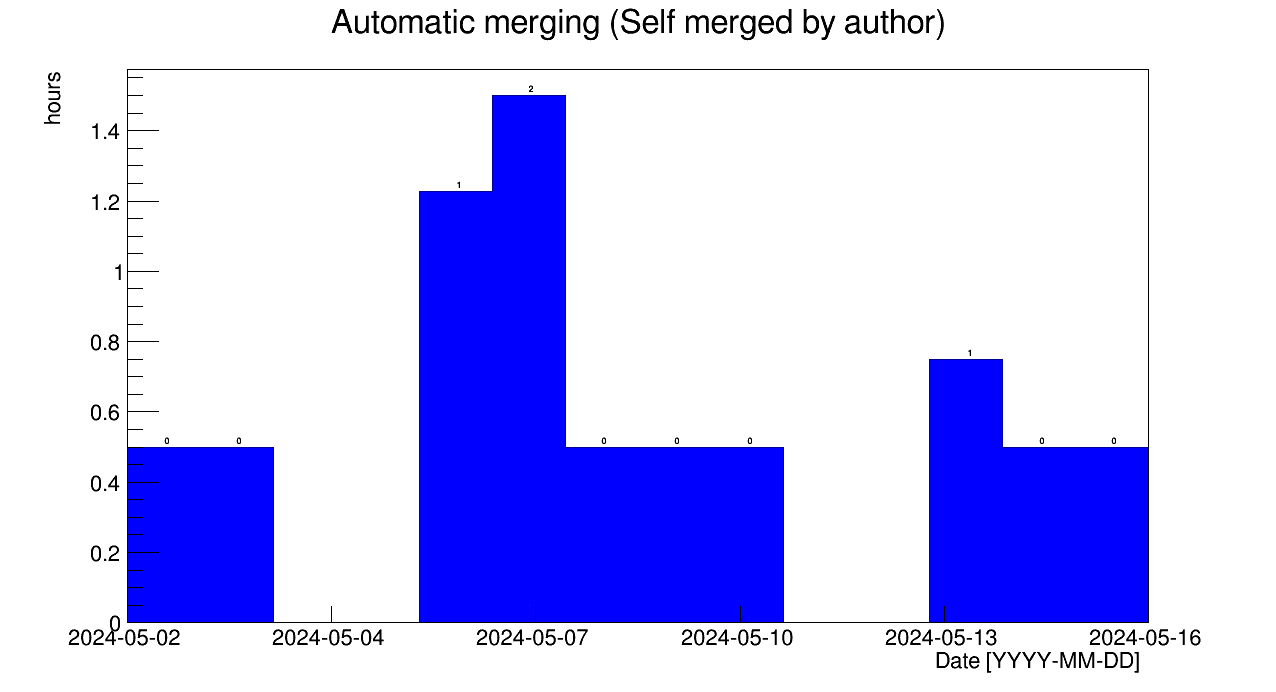 Automatic merging (Self merged by author)
hours
1.4
1.2
1
0.8
0.6
0.4
0.2
0
0 0 1 2 0 0 0 1 0 0
2024-05-02 2024-05-04 2024-05-07 2024-05-10 2024-05-13 2024-05-16
Date [YYYY-MM-DD]